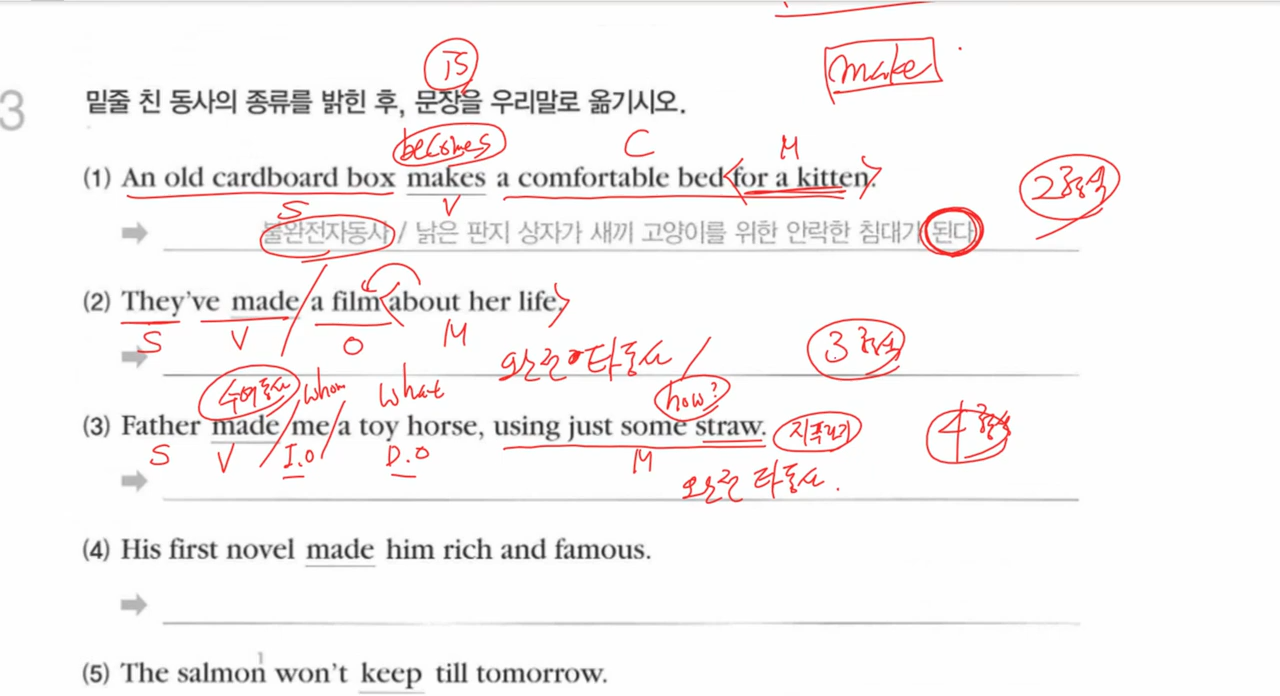 make
is
3 밑줄 친 동사의 종류를 밝힌 후, 문장을 우리말로 옮기시오.
becomes C M
(1) An old cardboard box makes a comfortable bed for a kitten. 2형식
S V
불완전자동사 / 낡은 판지 상자가 새끼 고양이를 위한 안락한 침대가 된다
(2) They've made a film about her life.
S V O M
완전타동사 / 3형식
수여동사 whom what how?
(3) Father made me a toy horse, using just some straw. 지푸라기 4형식
S V I.O D.O M
완전타동사.
(4) His first novel made him rich and famous.
(5) The salmon won't keep till tomorrow.